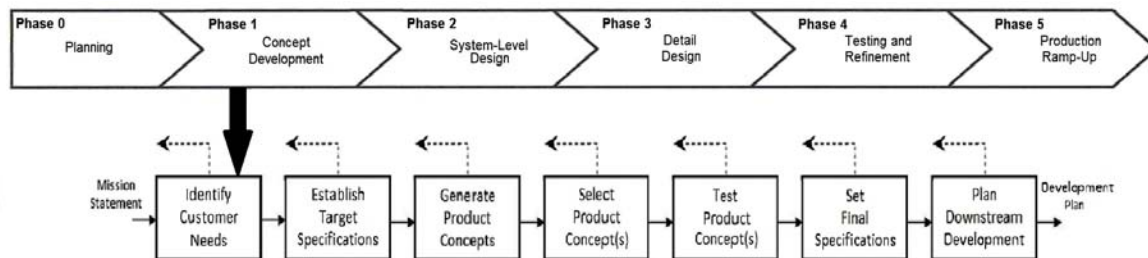 Phase 0
Planning
Phase 1
Concept
Development
Phase 2
System-Level
Design
Phase 3
Detail
Design
Phase 4
Testing and
Refinement
Phase 5
Production
Ramp-Up
Mission
Statement
Identify
Customer
Needs
Establish
Target
Specifications
Generate
Product
Concepts
Select
Product
Concept(s)
Test
Product
Concept(s)
Set
Final
Specifications
Plan
Downstream
Development
Development
Plan